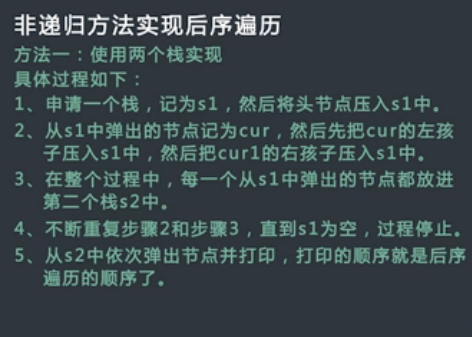 非递归方法实现后序遍历
方法一：使用两个栈实现
具体过程如下：
1、申请一个栈，记为s1，然后将头节点压入s1中。
2、从s1中弹出的节点记为cur，然后先把cur的左孩
子压入s1中，然后把cur1的右孩子压入s1中。
3、在整个过程中，每一个从s1中弹出的节点都放进
第二个栈s2中。
4、不断重复步骤2和步骤3，直到s1为空，过程停止。
5、从s2中依次弹出节点并打印，打印的顺序就是后序
遍历的顺序了。